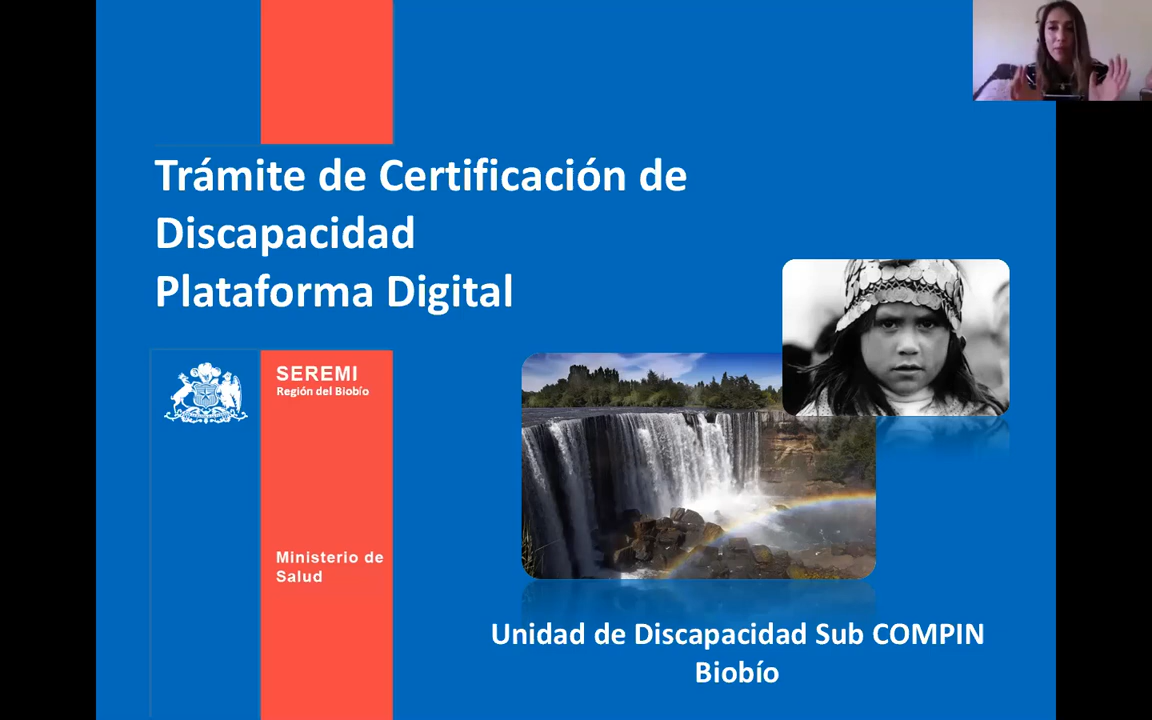 Trámite de Certificación de
Discapacidad
Plataforma Digital
SEREMI
Región del Biobío
Ministerio de
Salud
Unidad de Discapacidad Sub COMPIN
Biobío